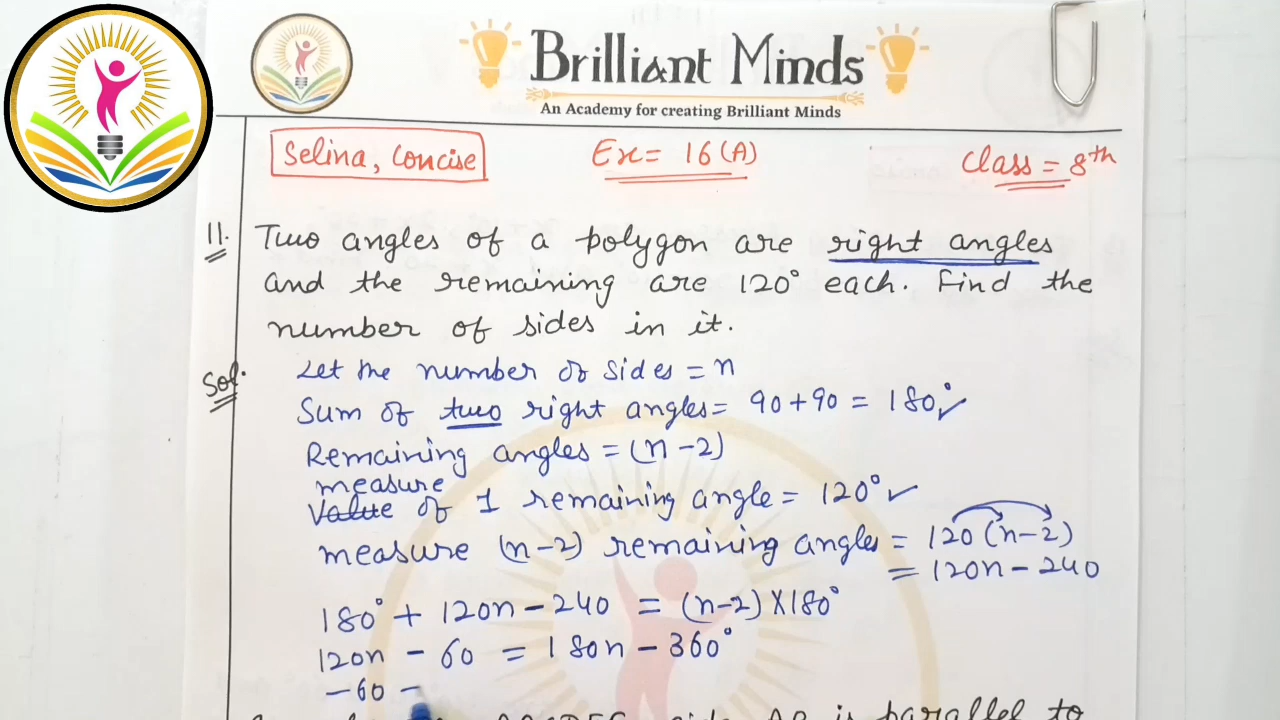 Brilliant Minds
An Academy for creating Brilliant Minds
Selina, Concise Ex= 16(A) Class = 8th
11. Two angles of a polygon are right angles
and the remaining are 120° each. Find the
number of sides in it.
Sol. Let the number of sides = n
Sum of two right angles = 90 + 90 = 180° ✓
Remaining angles = (n - 2)
measure
Value of 1 remaining angle = 120° ✓
measure (n-2) remaining angles = 120 (n-2)
= 120n - 240
180° + 120n - 240 = (n-2) X 180°
120n - 60 = 180n - 360°
-60 -
is parallel to